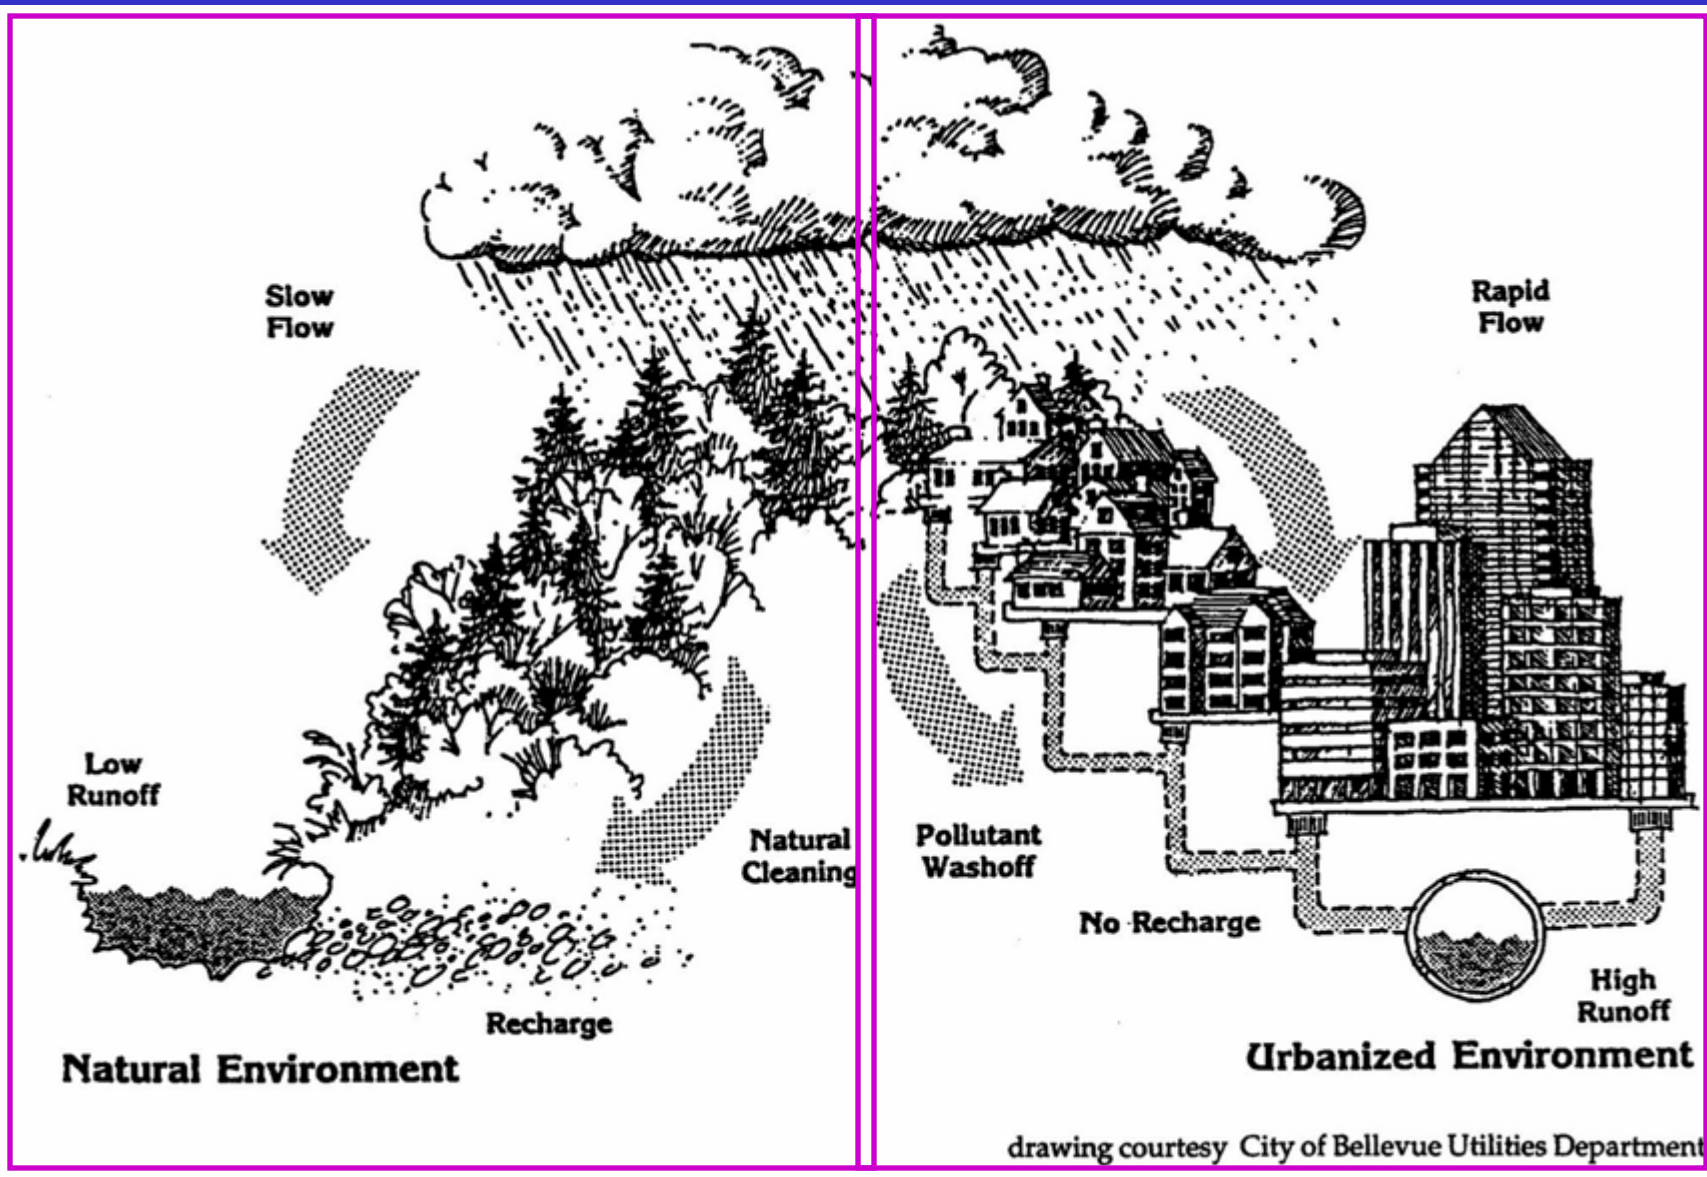 Slow
Flow
Low
Runoff
Natural
Cleaning
Recharge
Natural Environment
Rapid
Flow
Pollutant
Washoff
No Recharge
High
Runoff
Urbanized Environment
drawing courtesy City of Bellevue Utilities Department